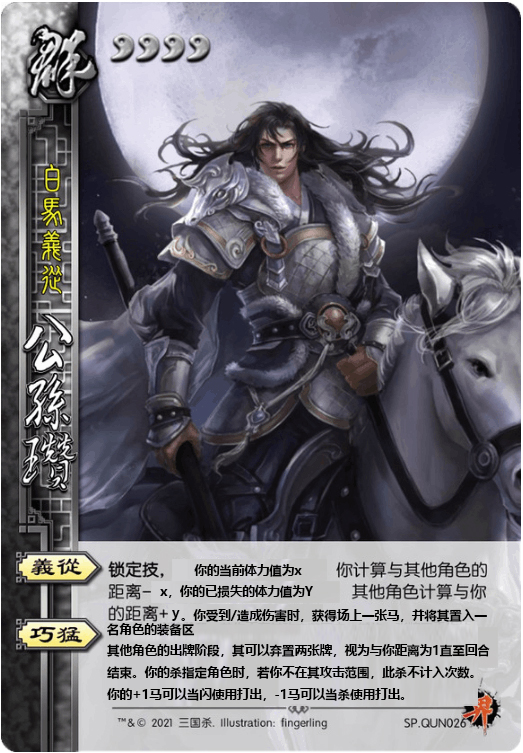 群
白馬義從
公孫瓚
義從
锁定技， 你的当前体力值为x 你计算与其他角色的
距离- x，你的已损失的体力值为Y 其他角色计算与你
的距离+y。你受到/造成伤害时，获得场上一张马，并将其置入一
名角色的装备区
巧猛
其他角色的出牌阶段，其可以弃置两张牌，视为与你距离为1直至回合
结束。你的杀指定角色时，若你不在其攻击范围，此杀不计入次数。
你的+1马可以当闪使用打出，-1马可以当杀使用打出。
™&© 2021 三国杀. Illustration: fingerling
SP.QUN026